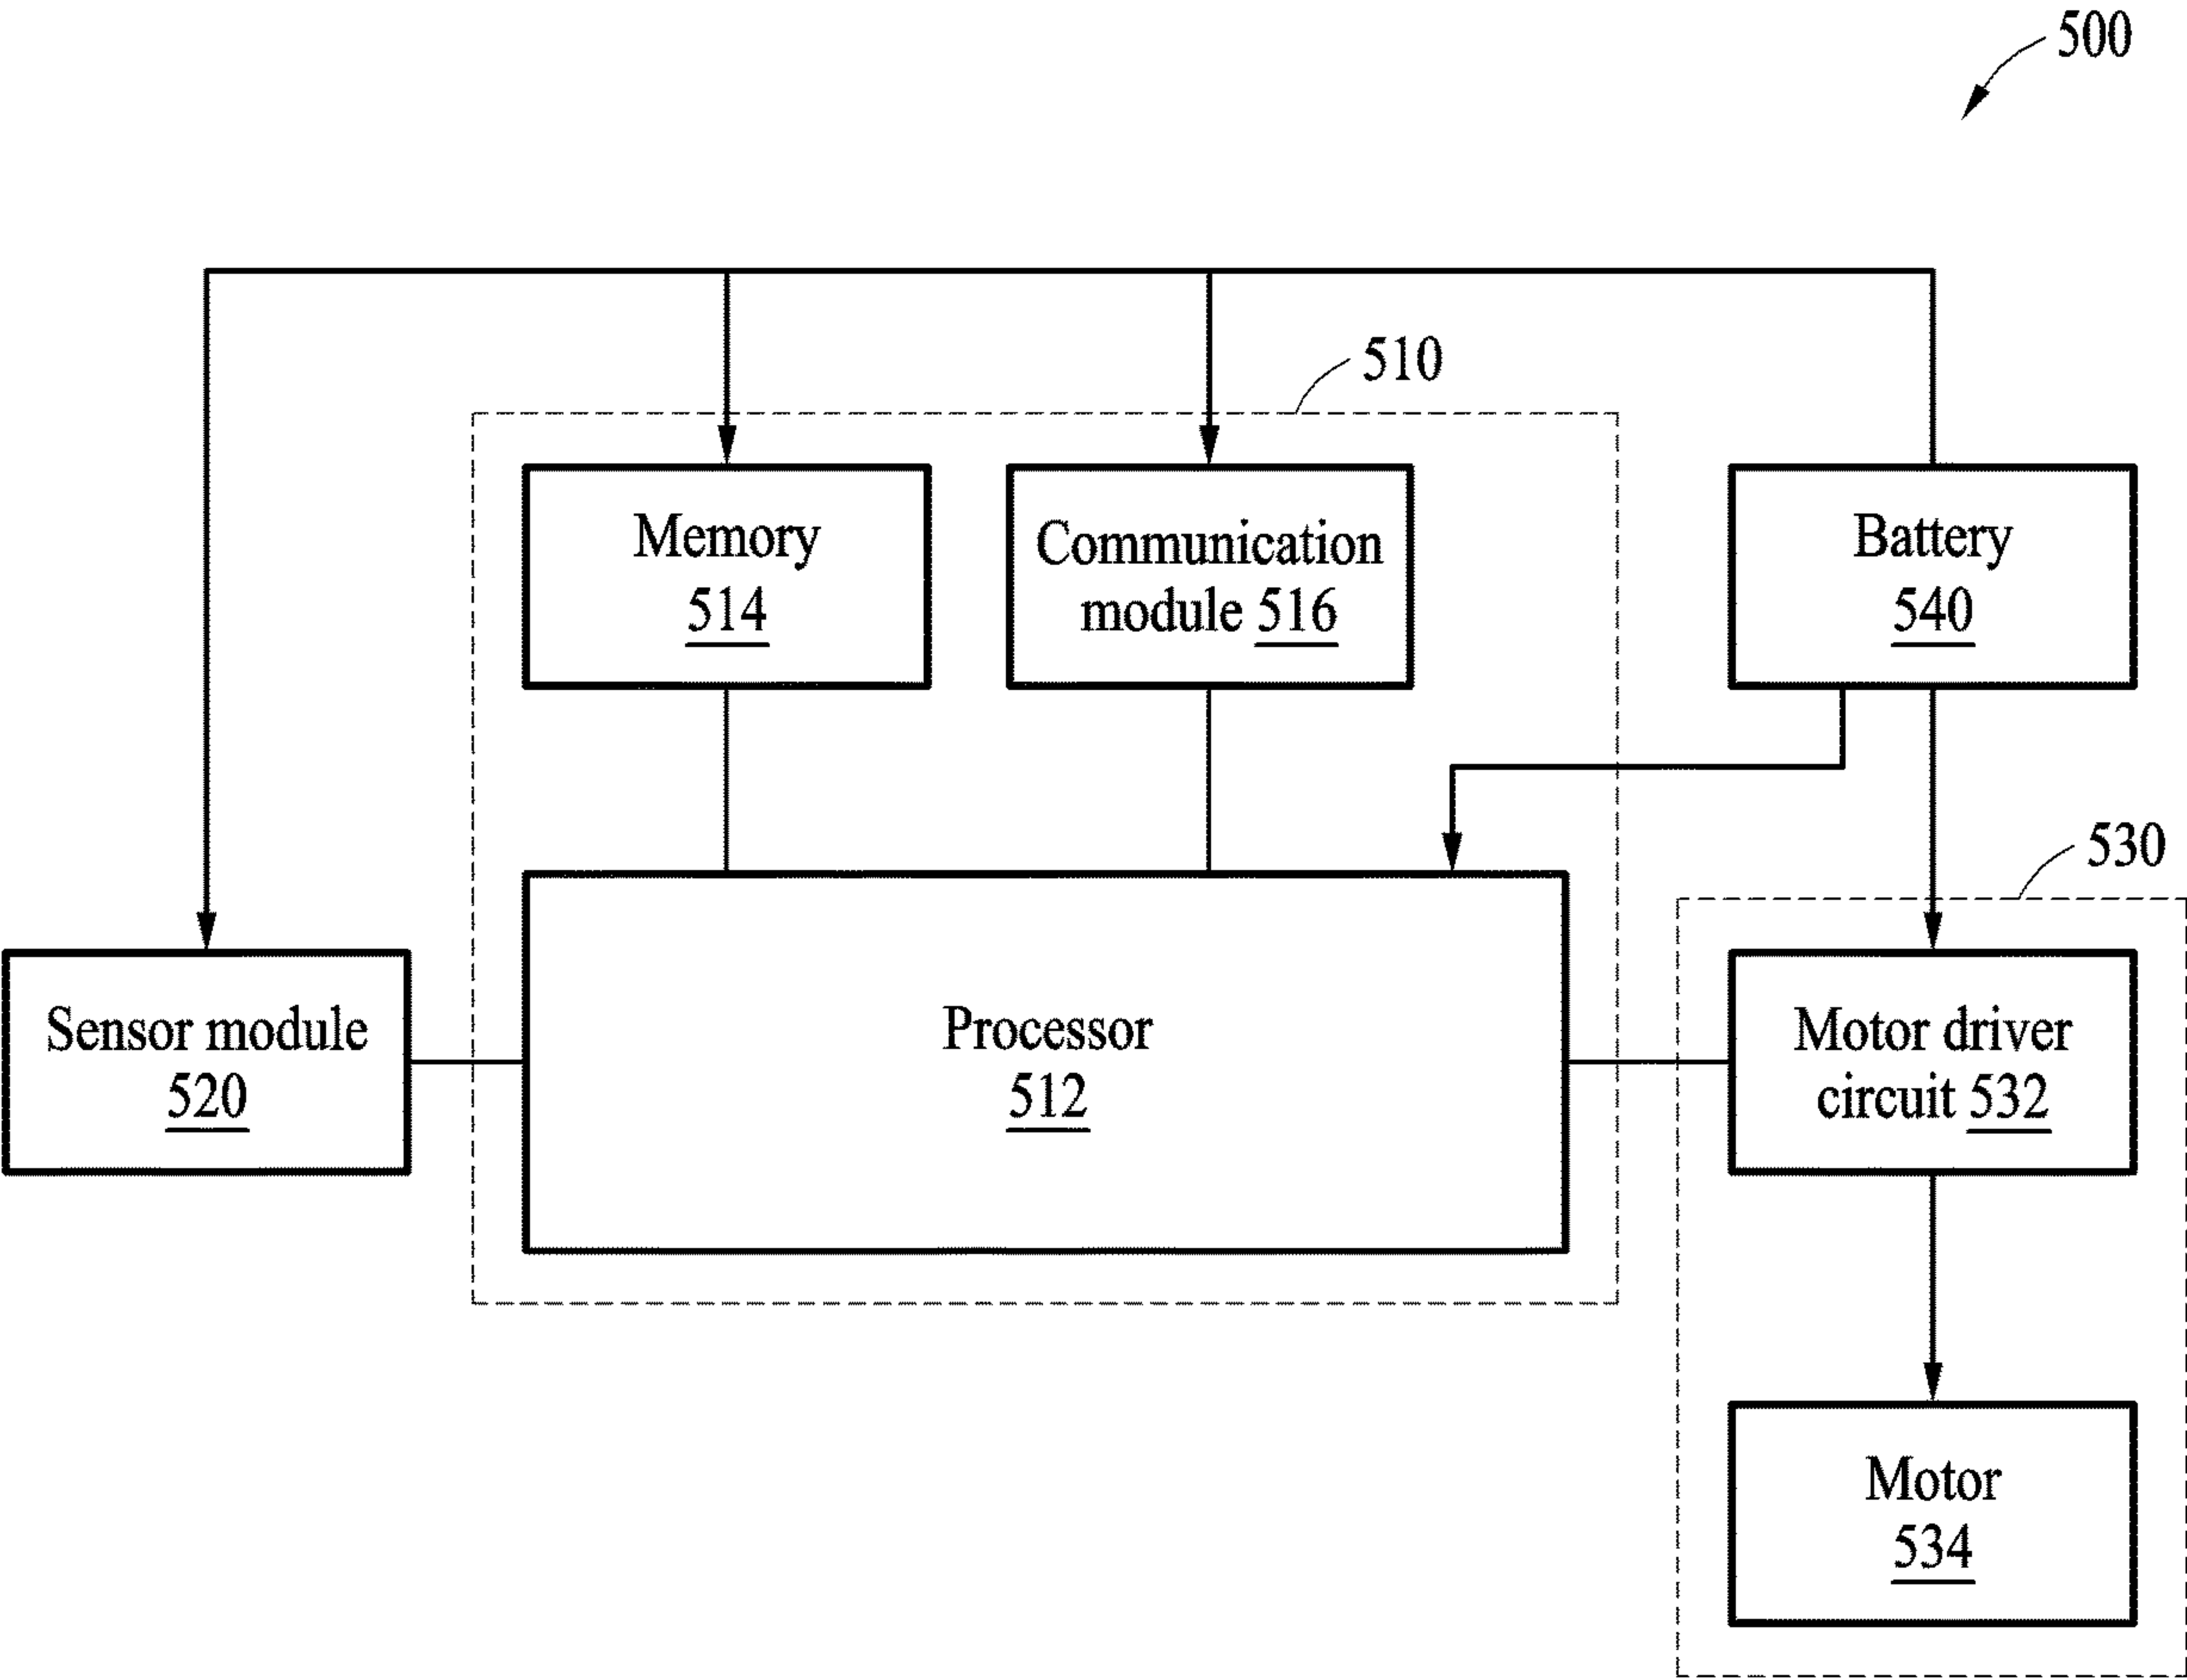 500
510
Memory
514
Communication
module 516
Battery
540
530
Sensor module
520
Processor
512
Motor driver
circuit 532
Motor
534